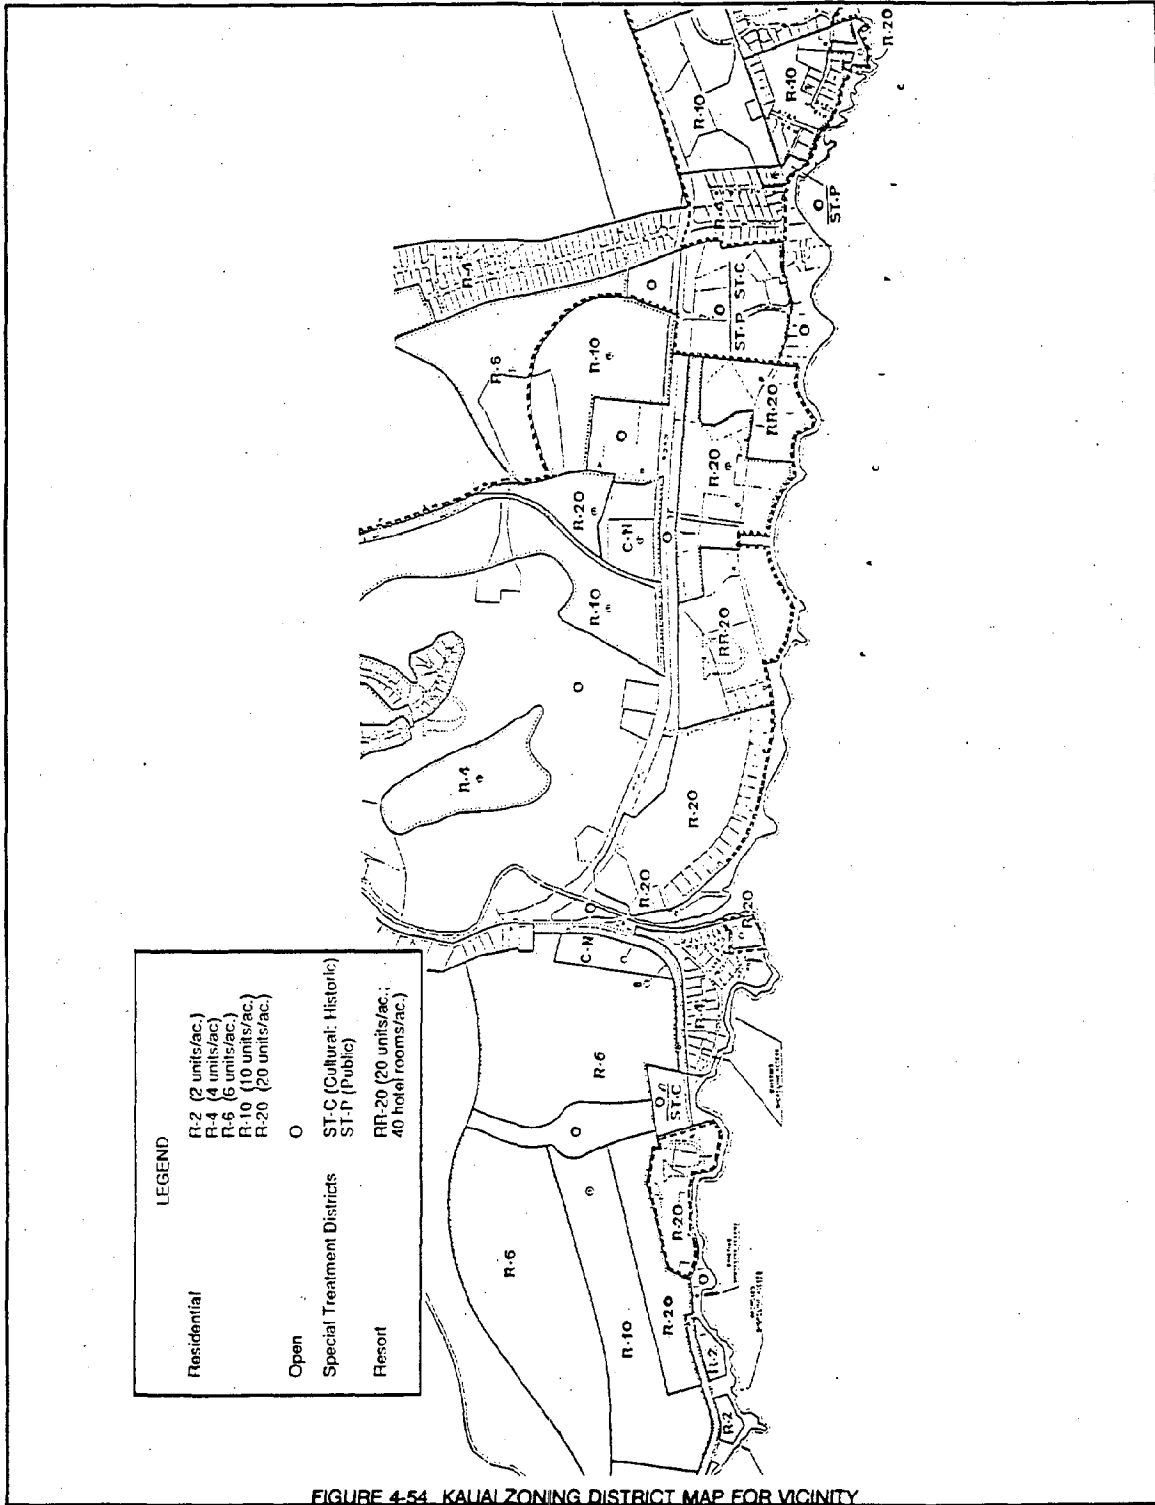 LEGEND
Residential
R-2 (2 units/ac.)
R-4 (4 units/ac)
R-6 (6 units/ac.)
R-10 (10 units/ac.)
R-20 (20 units/ac.)
Open
O
Special Treatment Districts
ST-C (Cultural: Historic)
ST-P (Public)
Resort
RR-20 (20 units/ac.;
40 hotel rooms/ac.)
R-2
R-2
R-20
R-10
R-6
O
R-20
O
O
ST-C
R-6
R-4
C-N
O
R-20
R-20
R-20
R-4
O
R-10
RR-20
C-N
O
R-20
R-20
RR-20
O
R-6
R-10
O
O
ST-P
ST-C
O
R-4
R-4
O
ST-P
R-10
R-10
R-20
FIGURE 4-54 KAUAI ZONING DISTRICT MAP FOR VICINITY